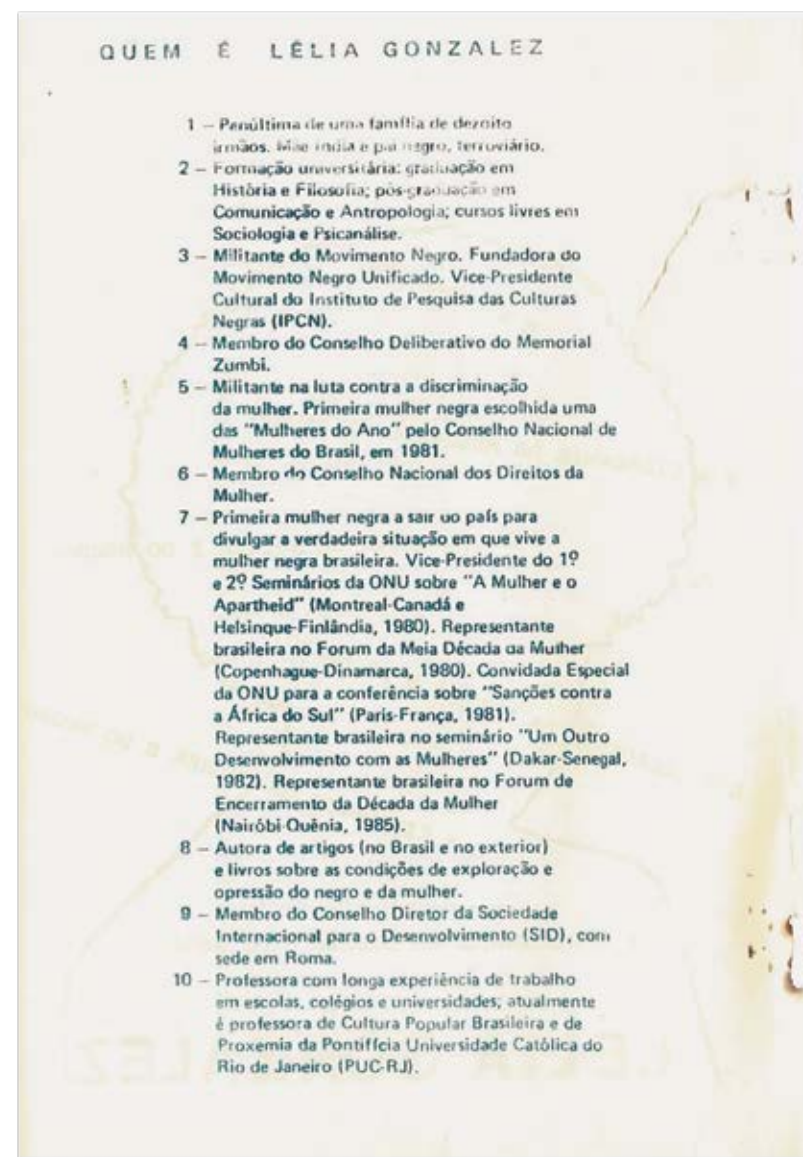 QUEM É LÉLIA GONZALEZ
1 – Penúltima de uma família de dezoito
irmãos. Mãe índia e pai negro, ferroviário.
2 – Formação universitária: graduação em
História e Filosofia; pós-graduação em
Comunicação e Antropologia; cursos livres em
Sociologia e Psicanálise.
3 – Militante do Movimento Negro. Fundadora do
Movimento Negro Unificado. Vice-Presidente
Cultural do Instituto de Pesquisa das Culturas
Negras (IPCN).
4 – Membro do Conselho Deliberativo do Memorial
Zumbi.
5 – Militante na luta contra a discriminação
da mulher. Primeira mulher negra escolhida uma
das "Mulheres do Ano" pelo Conselho Nacional de
Mulheres do Brasil, em 1981.
6 – Membro do Conselho Nacional dos Direitos da
Mulher.
7 – Primeira mulher negra a sair do país para
divulgar a verdadeira situação em que vive a
mulher negra brasileira. Vice-Presidente do 1º
e 2º Seminários da ONU sobre "A Mulher e o
Apartheid" (Montreal-Canadá e
Helsinque-Finlândia, 1980). Representante
brasileira no Forum da Meia Década da Mulher
(Copenhague-Dinamarca, 1980). Convidada Especial
da ONU para a conferência sobre "Sanções contra
a África do Sul" (Paris-França, 1981).
Representante brasileira no seminário "Um Outro
Desenvolvimento com as Mulheres" (Dakar-Senegal,
1982). Representante brasileira no Forum de
Encerramento da Década da Mulher
(Nairóbi-Quênia, 1985).
8 – Autora de artigos (no Brasil e no exterior)
e livros sobre as condições de exploração e
opressão do negro e da mulher.
9 – Membro do Conselho Diretor da Sociedade
Internacional para o Desenvolvimento (SID), com
sede em Roma.
10 – Professora com longa experiência de trabalho
em escolas, colégios e universidades; atualmente
é professora de Cultura Popular Brasileira e de
Proxemia da Pontifícia Universidade Católica do
Rio de Janeiro (PUC-RJ).